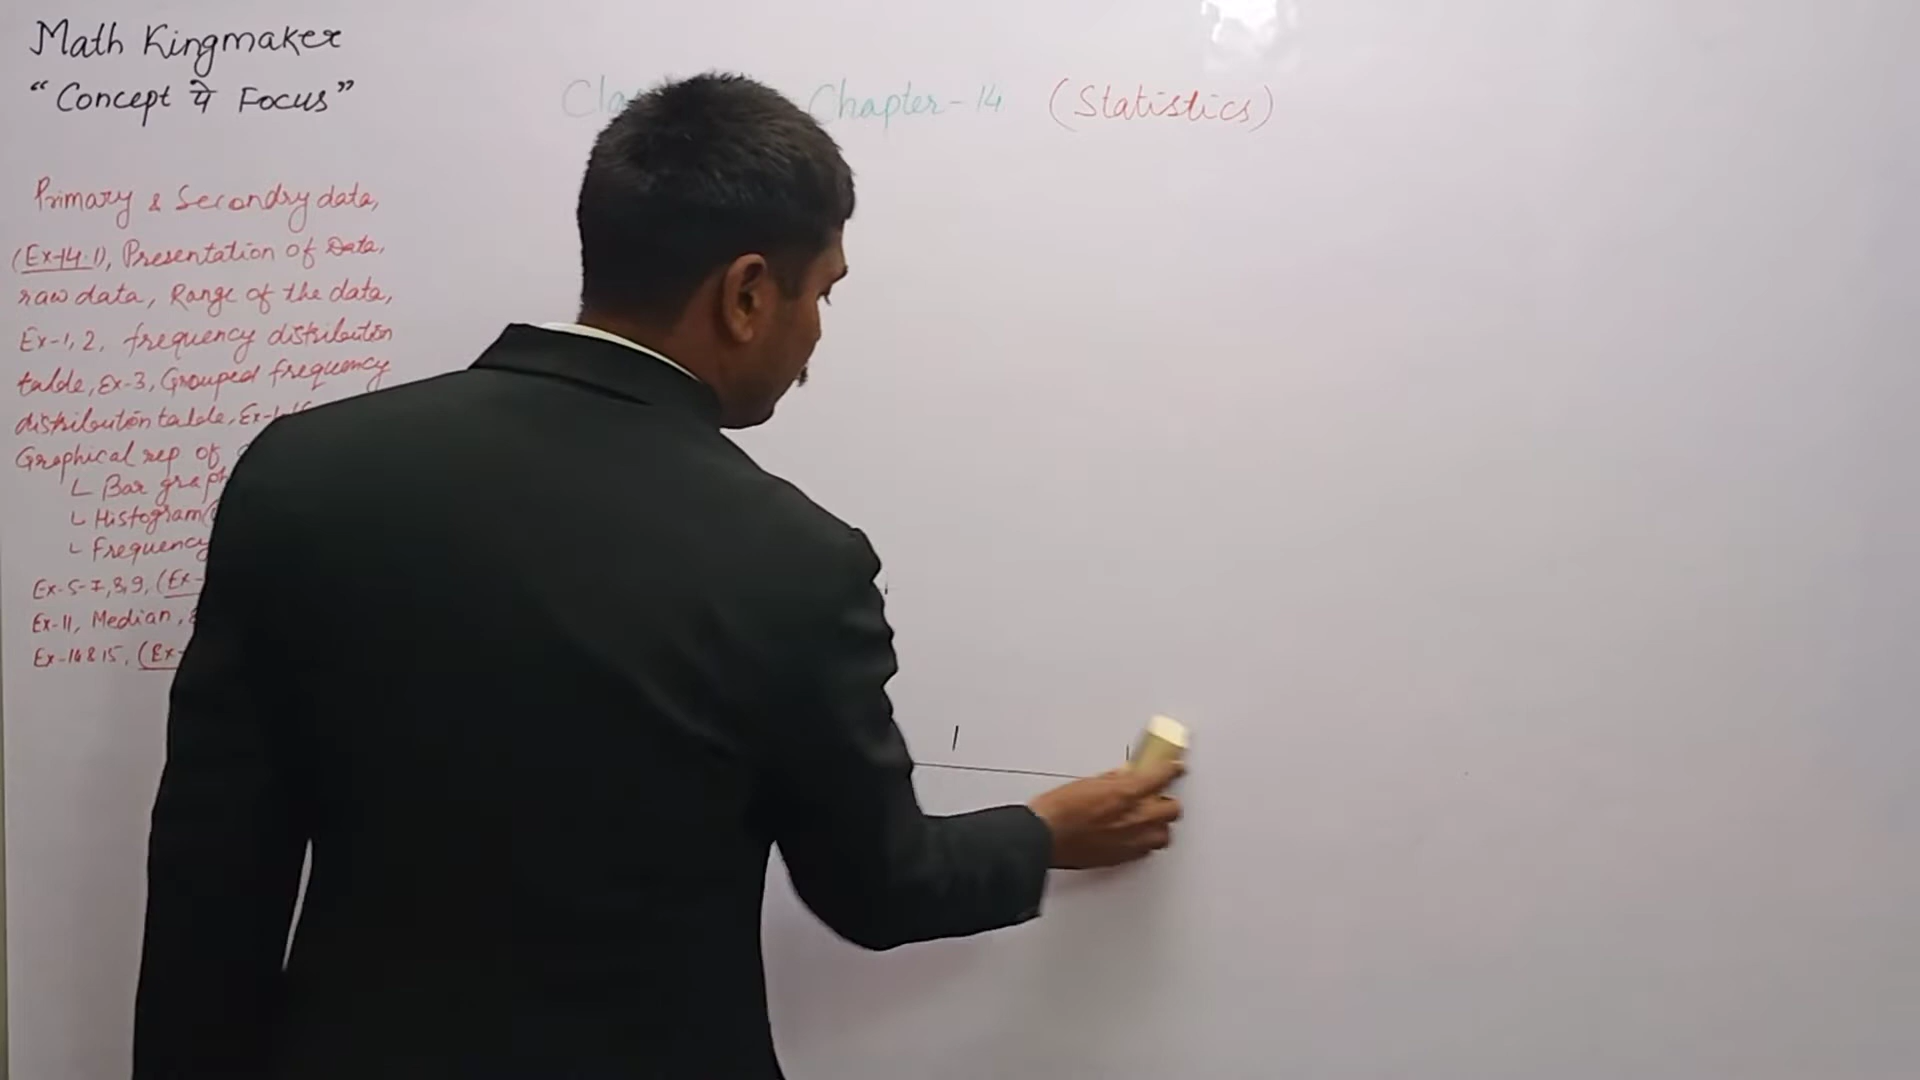 Math Kingmaker
"Concept पे Focus"
Chapter-14 (Statistics)
Primary & Secondry data,
(Ex-14.1), Presentation of Data,
raw data, Range of the data,
Ex-1, 2, frequency distribution
table, Ex-3, Grouped frequency
distribution table,
Graphical rep of
Bar graph
Histogram
Frequency
Ex-5-7,8,9, (Ex-
Ex-11, Median,
Ex-14&15, (Ex-